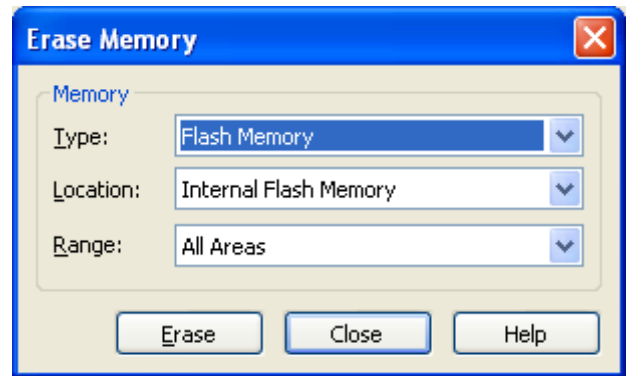 Erase Memory
Memory
Type: Flash Memory
Location: Internal Flash Memory
Range: All Areas
Erase Close Help